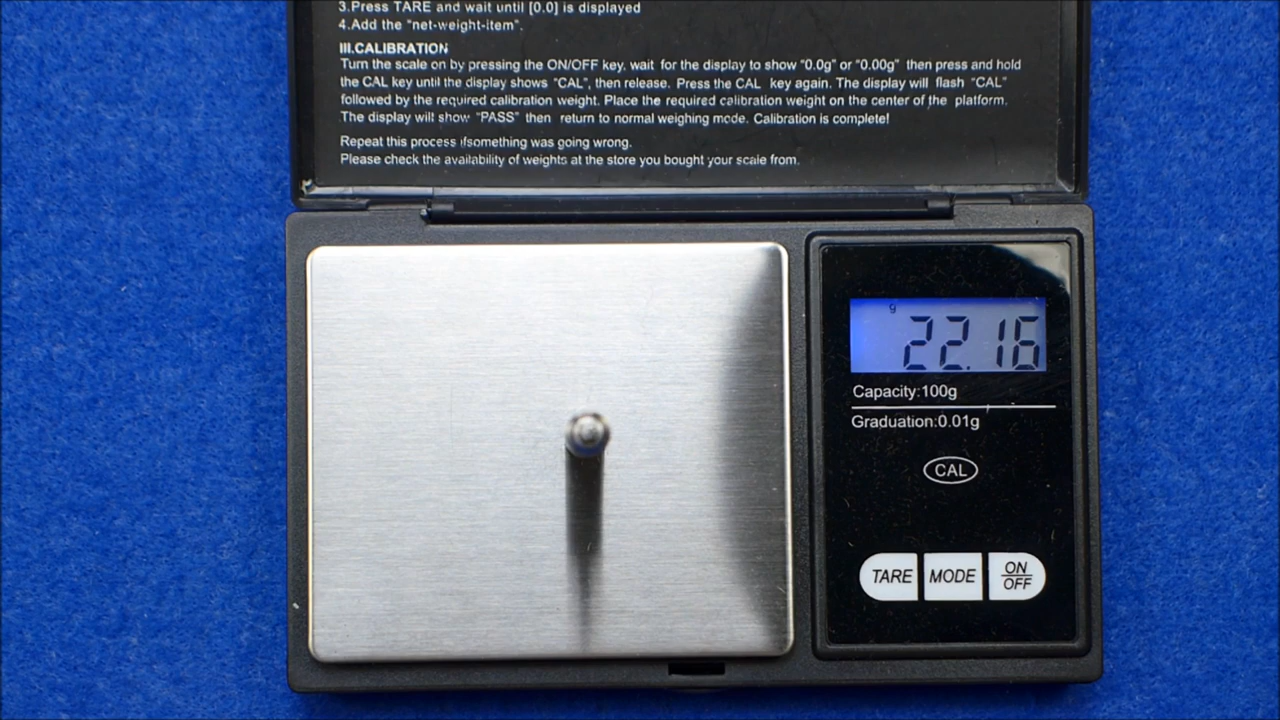 3.Press TARE and wait until [0.0] is displayed
4.Add the "net-weight-item".
III.CALIBRATION
Turn the scale on by pressing the ON/OFF key, wait for the display to show "0.0g" or "0.00g" then press and hold
the CAL key until the display shows "CAL", then release. Press the CAL key again. The display will flash "CAL"
followed by the required calibration weight. Place the required calibration weight on the center of the platform.
The display will show "PASS" then return to normal weighing mode. Calibration is complete!
Repeat this process ifsomething was going wrong.
Please check the availability of weights at the store you bought your scale from.
g
22.16
Capacity:100g
Graduation:0.01g
CAL
TARE MODE ON/OFF